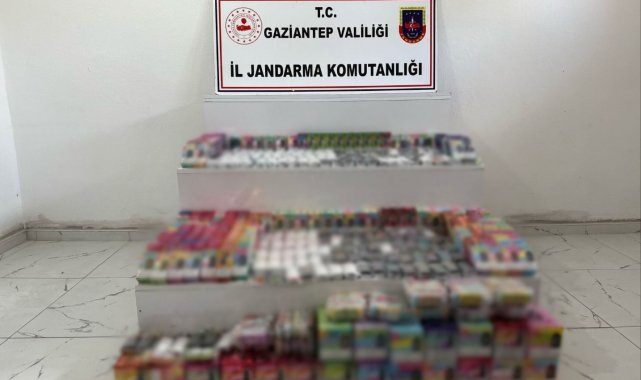 T.C.
GAZİANTEP VALİLİĞİ
İL JANDARMA KOMUTANLIĞI